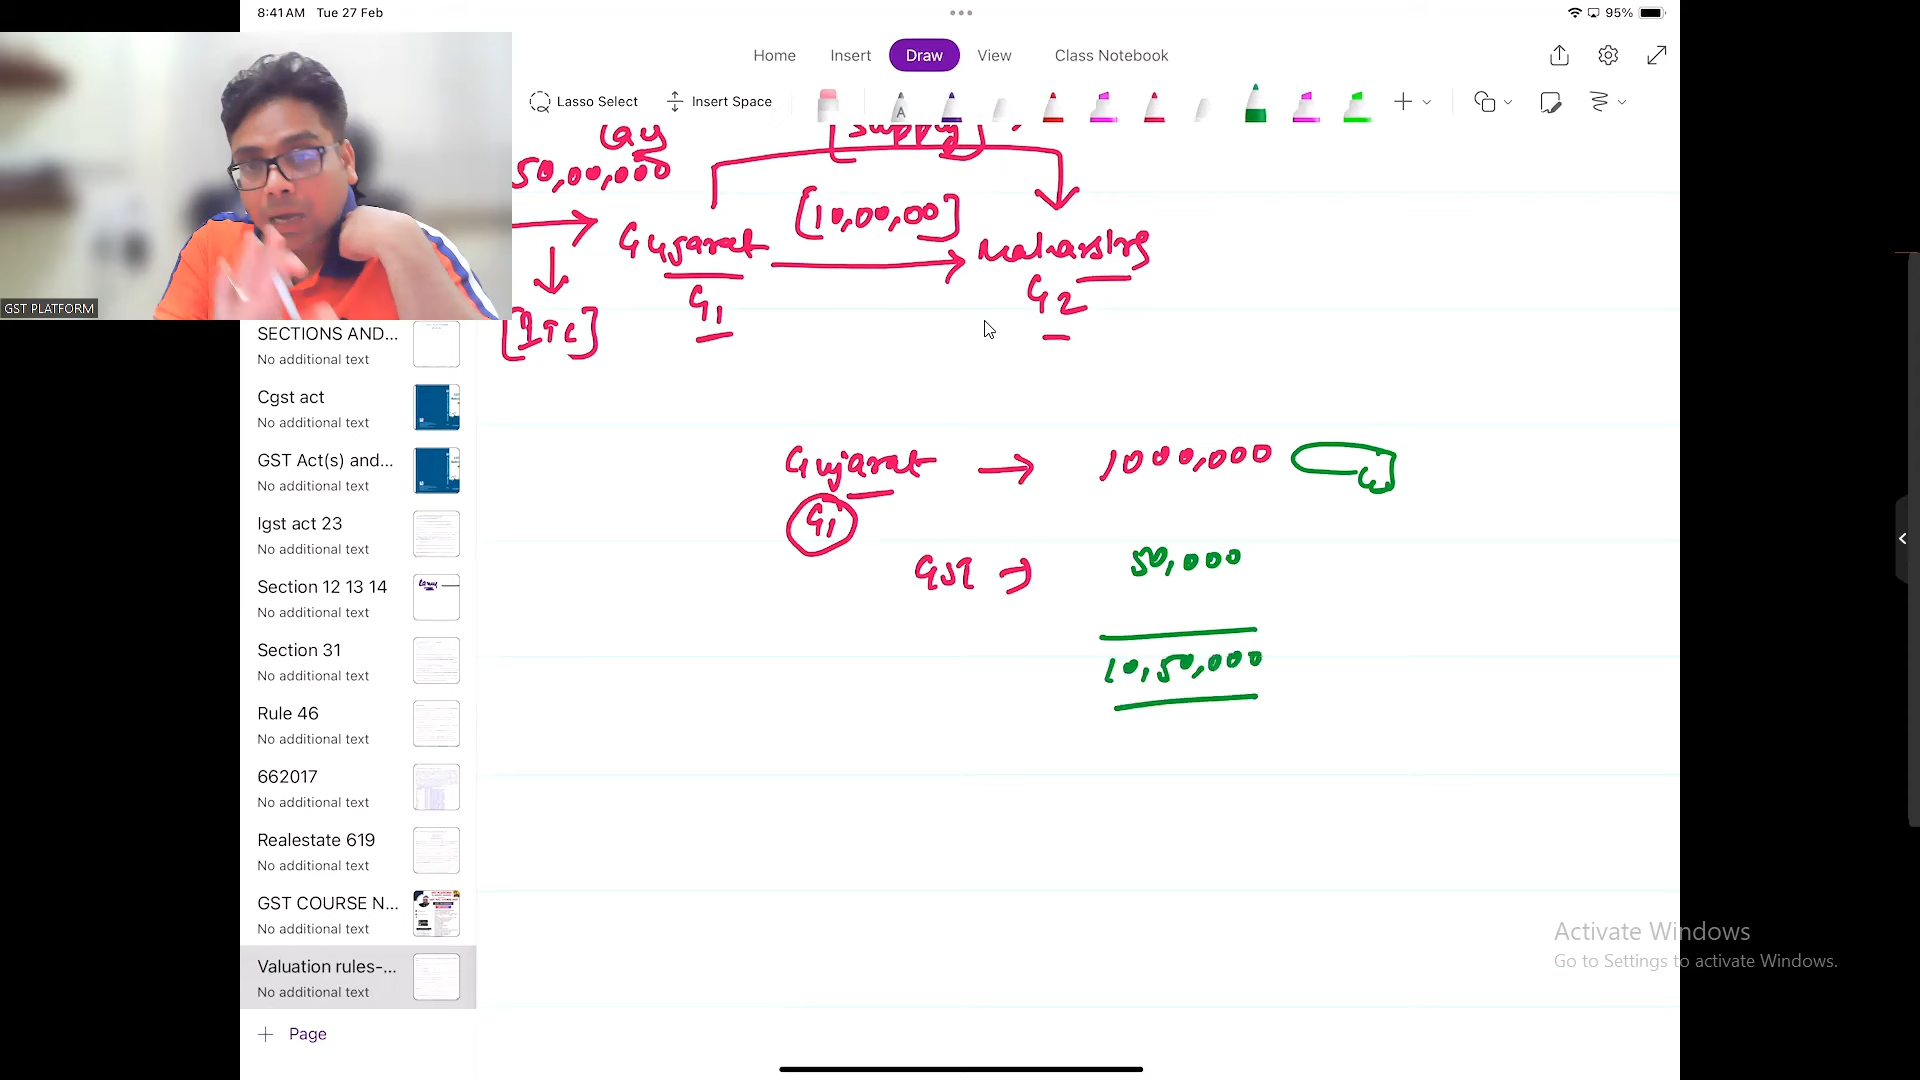 8:41 AM Tue 27 Feb
95%
Home Insert Draw View Class Notebook
Lasso Select Insert Space
A
[Supply]
50,00,000
[10,00,00]
Gujarat
G1
G2
[ITC]
GST PLATFORM
SECTIONS AND...
No additional text
Cgst act
No additional text
GST Act(s) and...
No additional text
Igst act 23
No additional text
Section 12 13 14
No additional text
Section 31
No additional text
Rule 46
No additional text
662017
No additional text
Realestate 619
No additional text
GST COURSE N...
No additional text
Valuation rules-...
No additional text
Page
Gujarat → 1000,000
G1
GST → 50,000
10,50,000
Activate Windows
Go to Settings to activate Windows.